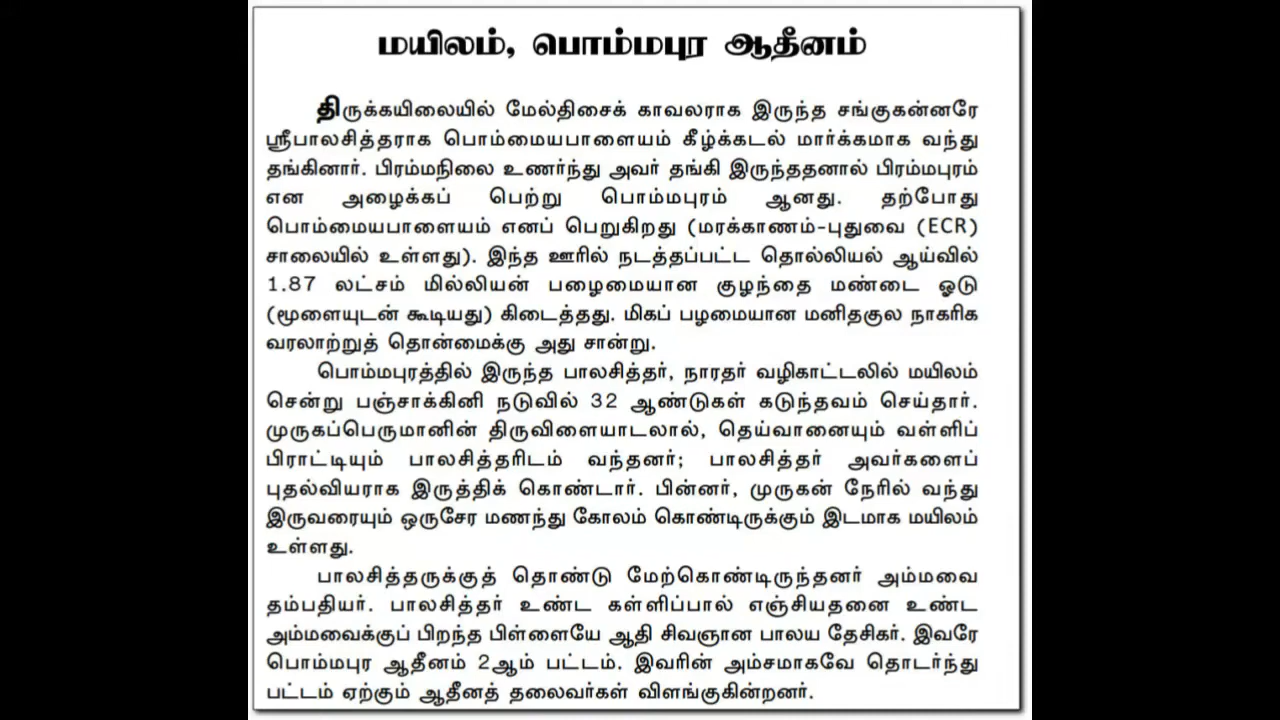 மயிலம், பொம்மபுர ஆதீனம்
திருக்கயிலையில் மேல்திசைக் காவலராக இருந்த சங்குகன்னரே
ஸ்ரீபாலசித்தராக பொம்மையபாளையம் கீழ்க்கடல் மார்க்கமாக வந்து
தங்கினார். பிரம்மநிலை உணர்ந்து அவர் தங்கி இருந்ததனால் பிரம்மபுரம்
என அழைக்கப் பெற்று பொம்மபுரம் ஆனது. தற்போது
பொம்மையபாளையம் எனப் பெறுகிறது (மரக்காணம்-புதுவை (ECR)
சாலையில் உள்ளது). இந்த ஊரில் நடத்தப்பட்ட தொல்லியல் ஆய்வில்
1.87 லட்சம் மில்லியன் பழைமையான குழந்தை மண்டை ஓடு
(மூளையுடன் கூடியது) கிடைத்தது. மிகப் பழமையான மனிதகுல நாகரிக
வரலாற்றுத் தொன்மைக்கு அது சான்று.
பொம்மபுரத்தில் இருந்த பாலசித்தர், நாரதர் வழிகாட்டலில் மயிலம்
சென்று பஞ்சாக்கினி நடுவில் 32 ஆண்டுகள் கடுந்தவம் செய்தார்.
முருகப்பெருமானின் திருவிளையாடலால், தெய்வானையும் வள்ளிப்
பிராட்டியும் பாலசித்தரிடம் வந்தனர்; பாலசித்தர் அவர்களைப்
புதல்வியராக இருத்திக் கொண்டார். பின்னர், முருகன் நேரில் வந்து
இருவரையும் ஒருசேர மணந்து கோலம் கொண்டிருக்கும் இடமாக மயிலம்
உள்ளது.
பாலசித்தருக்குத் தொண்டு மேற்கொண்டிருந்தனர் அம்மவை
தம்பதியர். பாலசித்தர் உண்ட கள்ளிப்பால் எஞ்சியதனை உண்ட
அம்மவைக்குப் பிறந்த பிள்ளையே ஆதி சிவஞான பாலய தேசிகர். இவரே
பொம்மபுர ஆதீனம் 2ஆம் பட்டம். இவரின் அம்சமாகவே தொடர்ந்து
பட்டம் ஏற்கும் ஆதீனத் தலைவர்கள் விளங்குகின்றனர்.